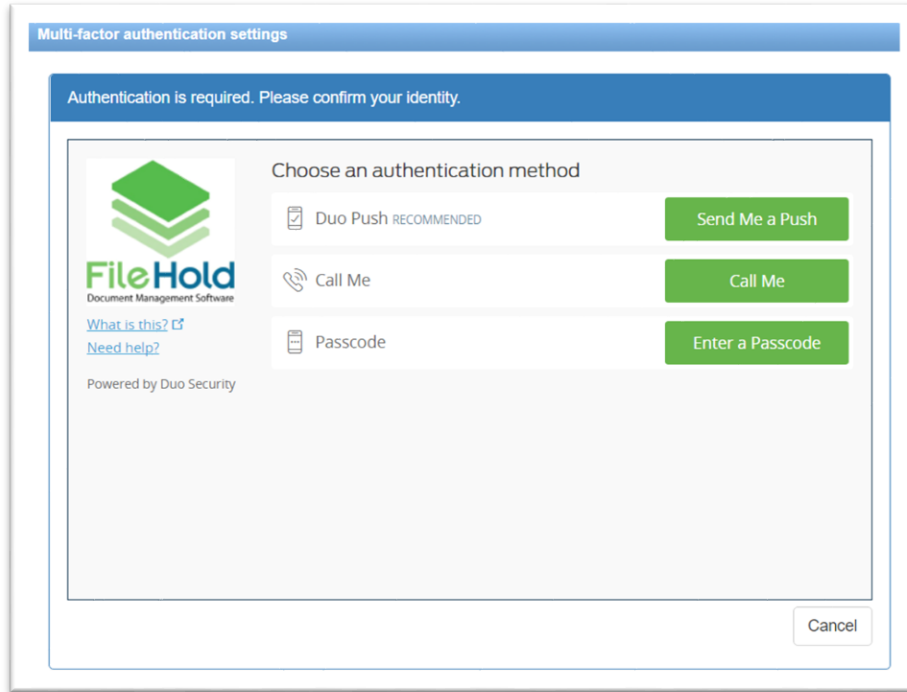 Multi-factor authentication settings
Authentication is required. Please confirm your identity.
FileHold
Document Management Software
What is this?
Need help?
Powered by Duo Security
Choose an authentication method
Duo Push RECOMMENDED
Send Me a Push
Call Me
Call Me
Passcode
Enter a Passcode
Cancel